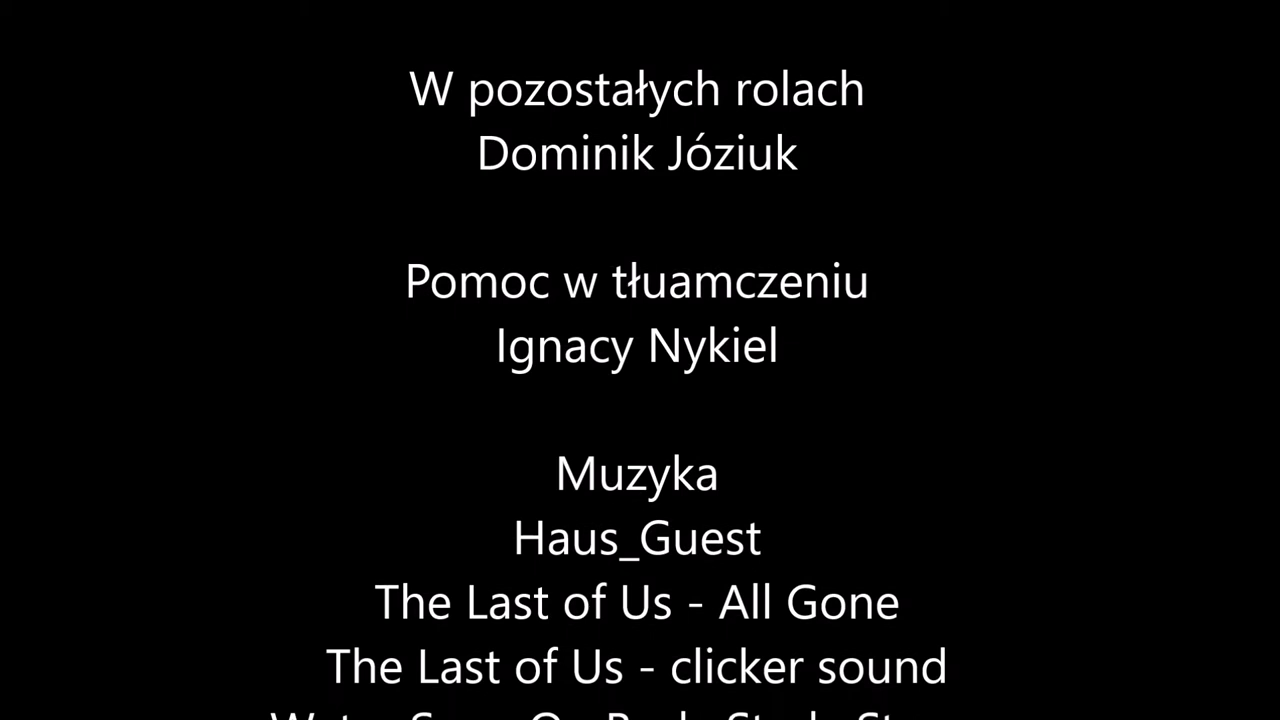 W pozostałych rolach
Dominik Józiuk
Pomoc w tłuamczeniu
Ignacy Nykiel
Muzyka
Haus_Guest
The Last of Us - All Gone
The Last of Us - clicker sound